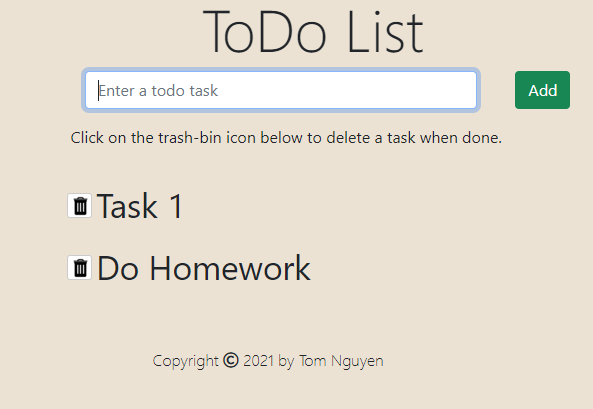 ToDo List
Enter a todo task
Add
Click on the trash-bin icon below to delete a task when done.
Task 1
Do Homework
Copyright © 2021 by Tom Nguyen